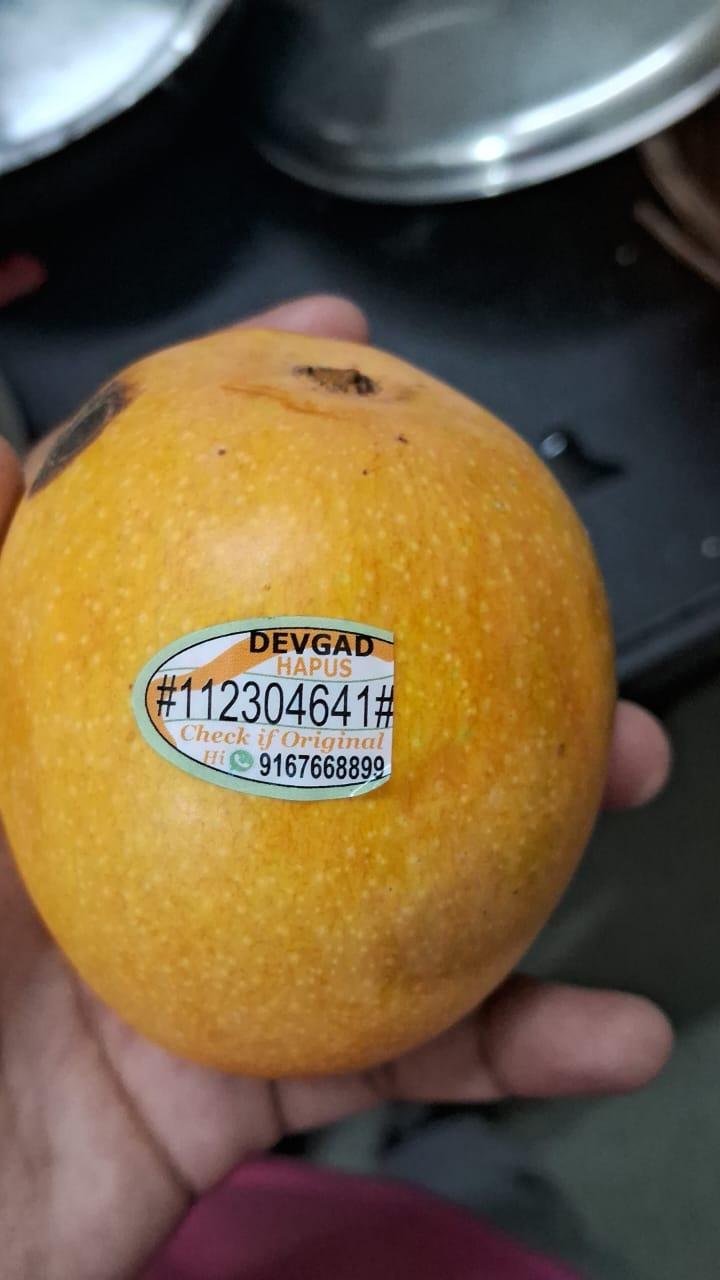 DEVGAD
HAPUS
#112304641#
Check if Original
Hi 9167668899